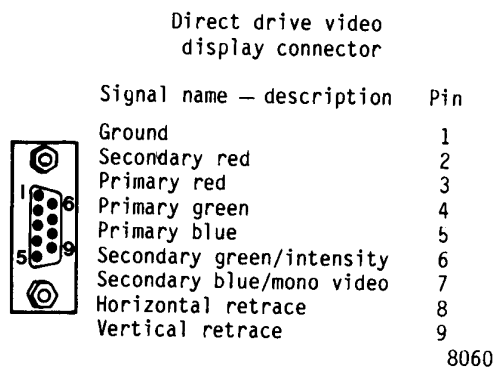 Direct drive video
display connector
Signal name — description Pin
Ground 1
Secondary red 2
Primary red 3
Primary green 4
Primary blue 5
Secondary green/intensity 6
Secondary blue/mono video 7
Horizontal retrace 8
Vertical retrace 9
1
6
5
9
8060